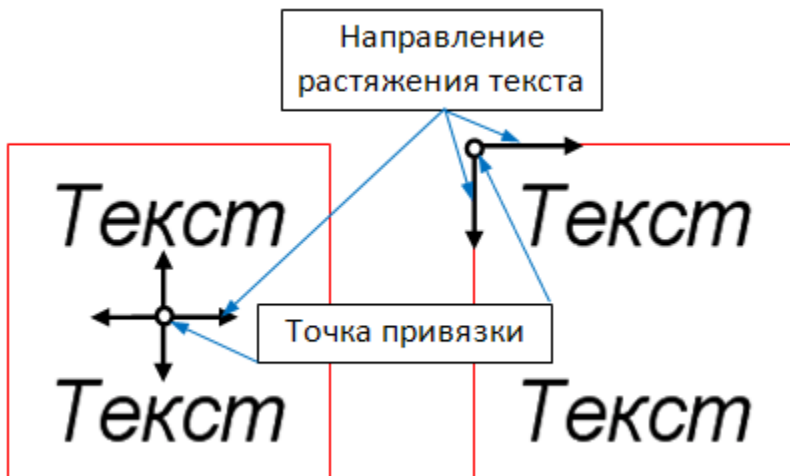 Направление
растяжения текста
Текст
Текст
Точка привязки
Текст
Текст